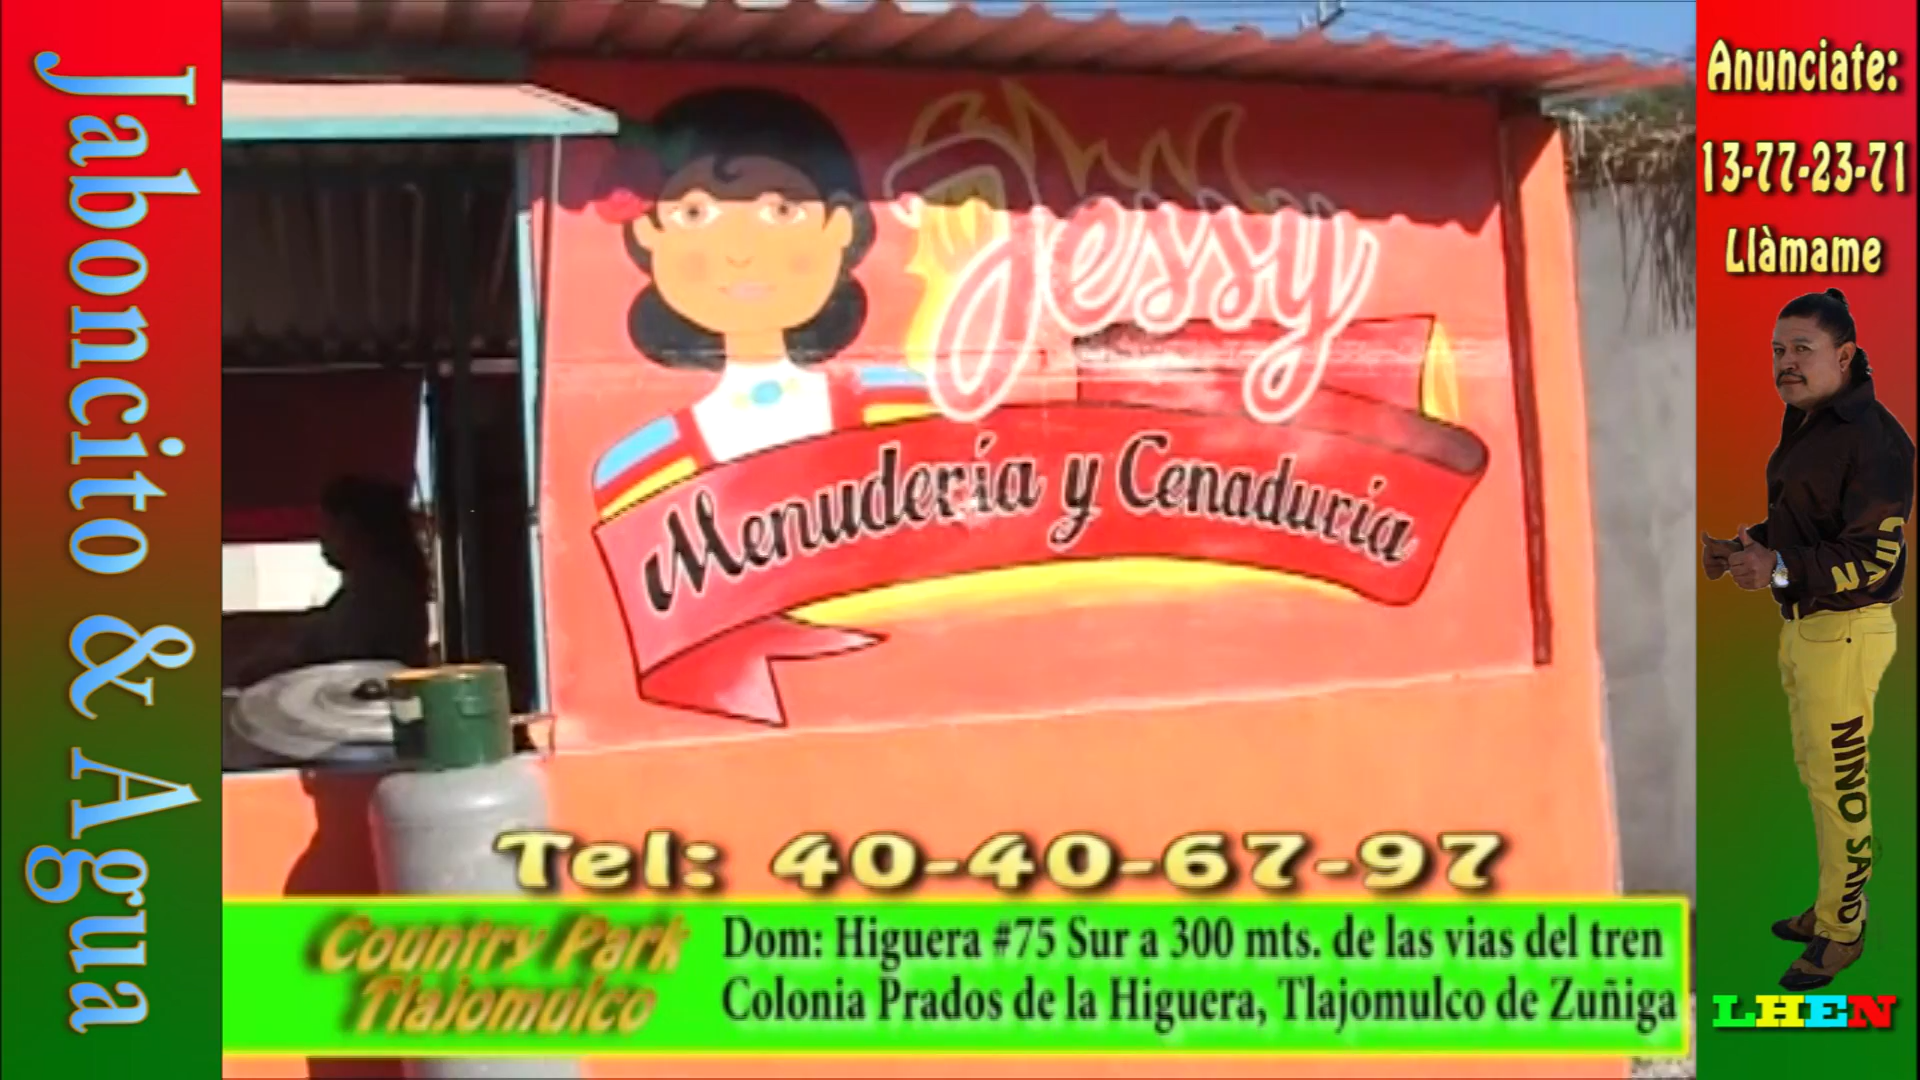 Jaboncito & Agua
Jessy
Menudería y Cenaduría
Tel: 40-40-67-97
Country Park
Tlajomulco
Dom: Higuera #75 Sur a 300 mts. de las vias del tren
Colonia Prados de la Higuera, Tlajomulco de Zuñiga
Anunciate:
13-77-23-71
Llàmame
NIÑO SANO
LHEN